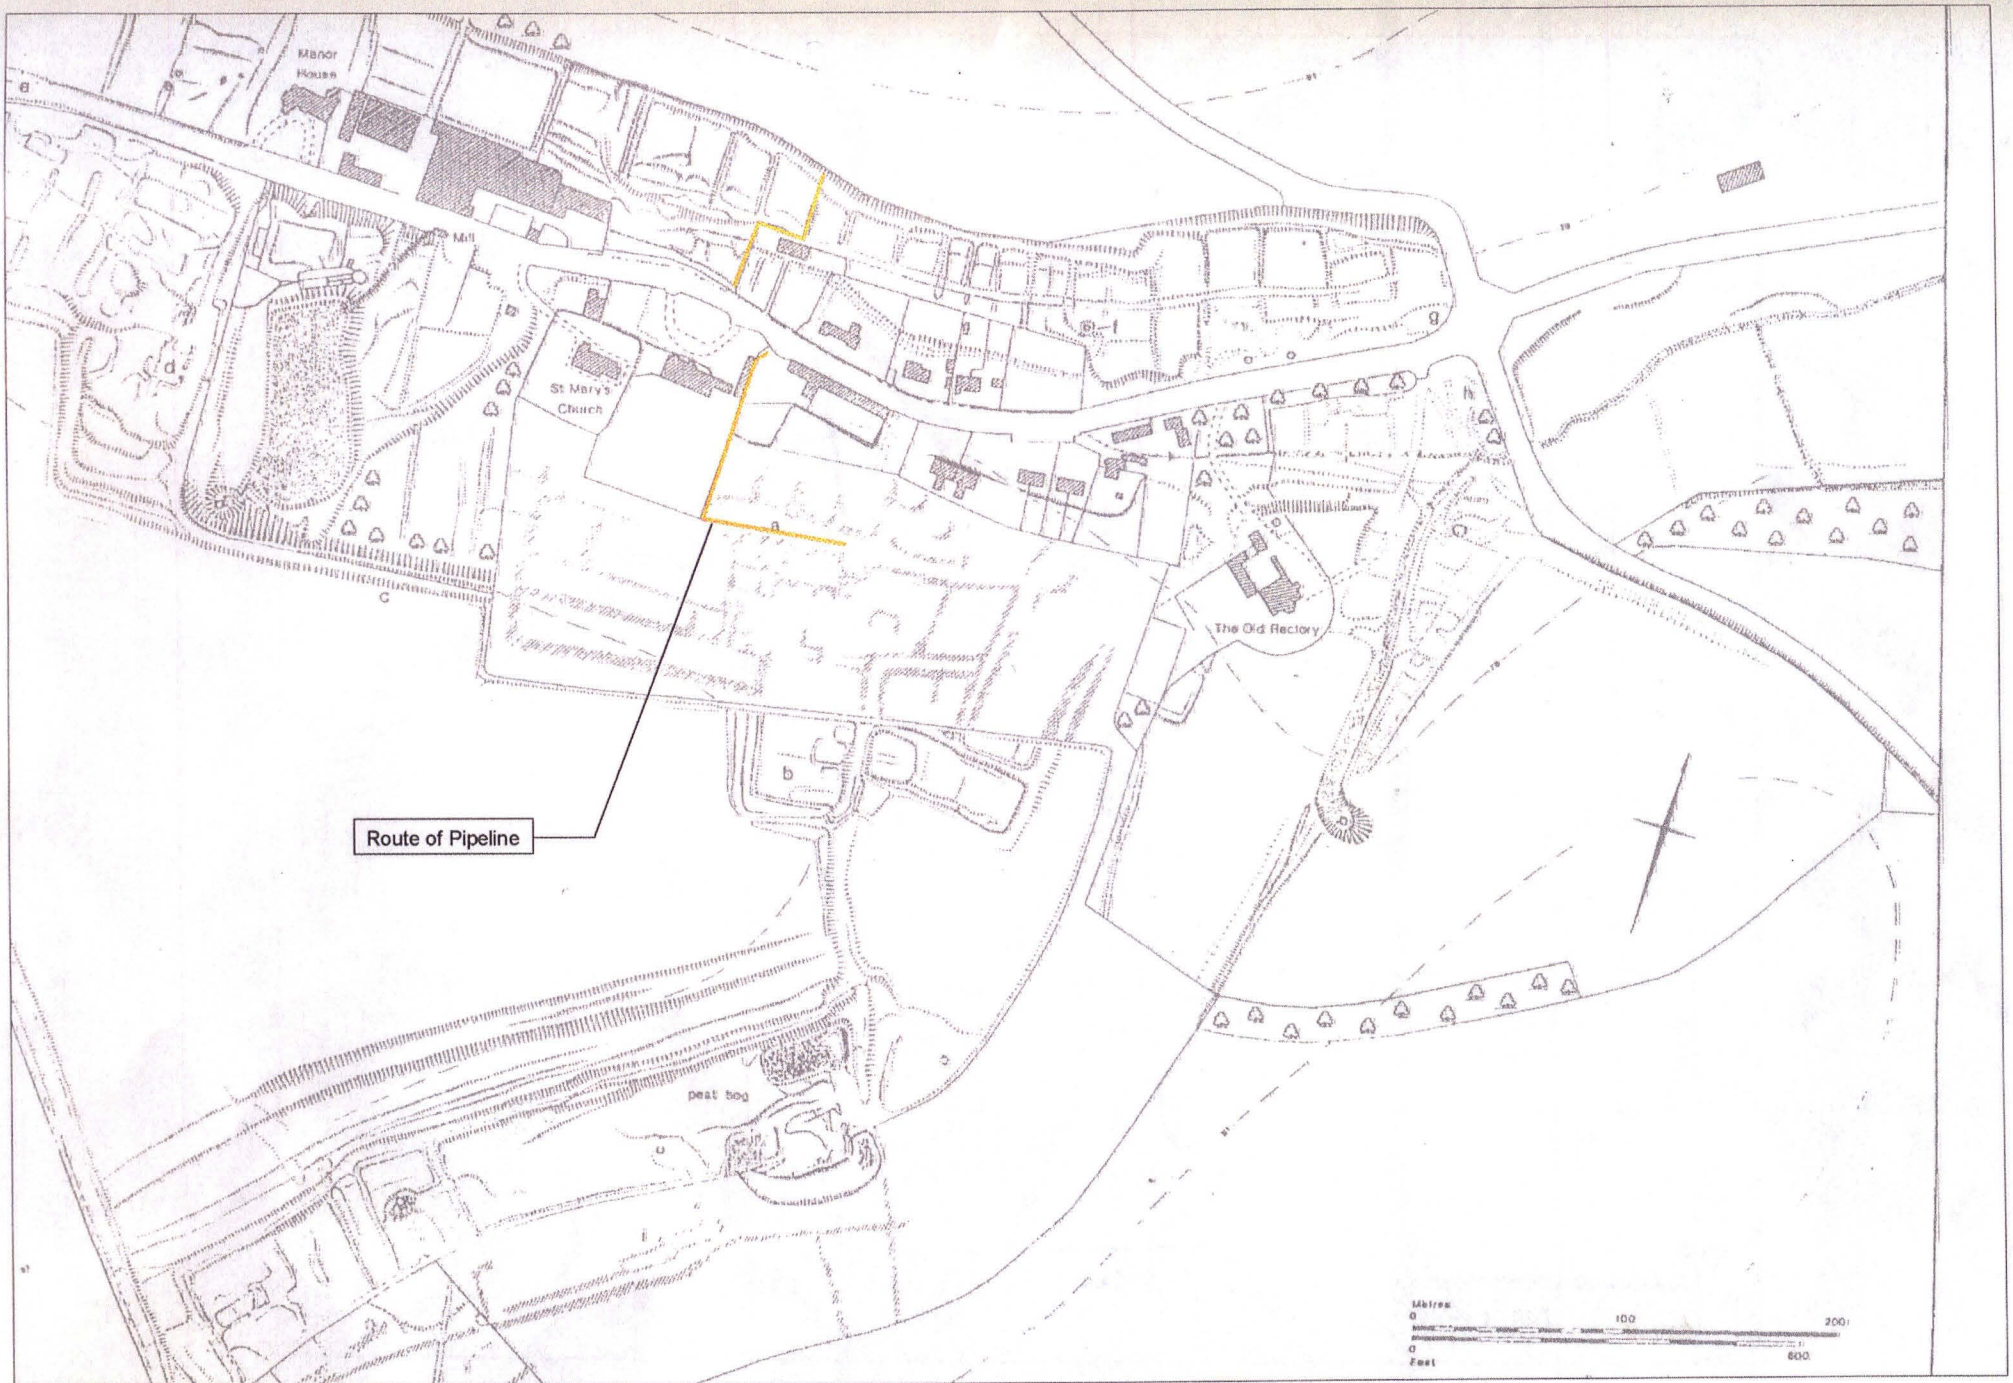 Manor
House
Mill
St Mary's
Church
a
d
c
g
h
The Old Rectory
b
Route of Pipeline
peat bog
c
Metres
0 100 200
0 600
Feet